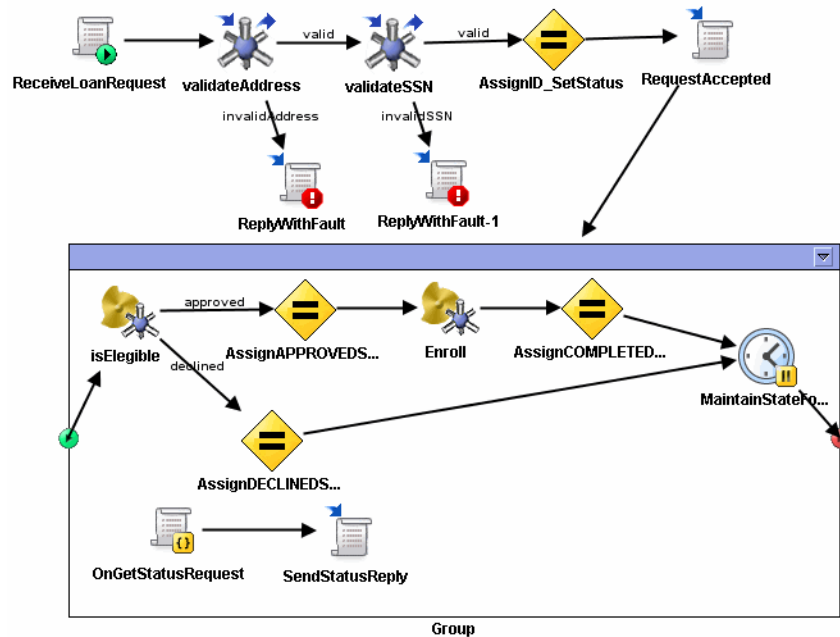 valid
valid
ReceiveLoanRequest
validateAddress
validateSSN
AssignID_SetStatus
RequestAccepted
invalidAddress
invalidSSN
ReplyWithFault
ReplyWithFault-1
approved
isElegible
AssignAPPROVEDS...
Enroll
AssignCOMPLETED...
declined
MaintainStateFo...
AssignDECLINEDS...
OnGetStatusRequest
SendStatusReply
Group